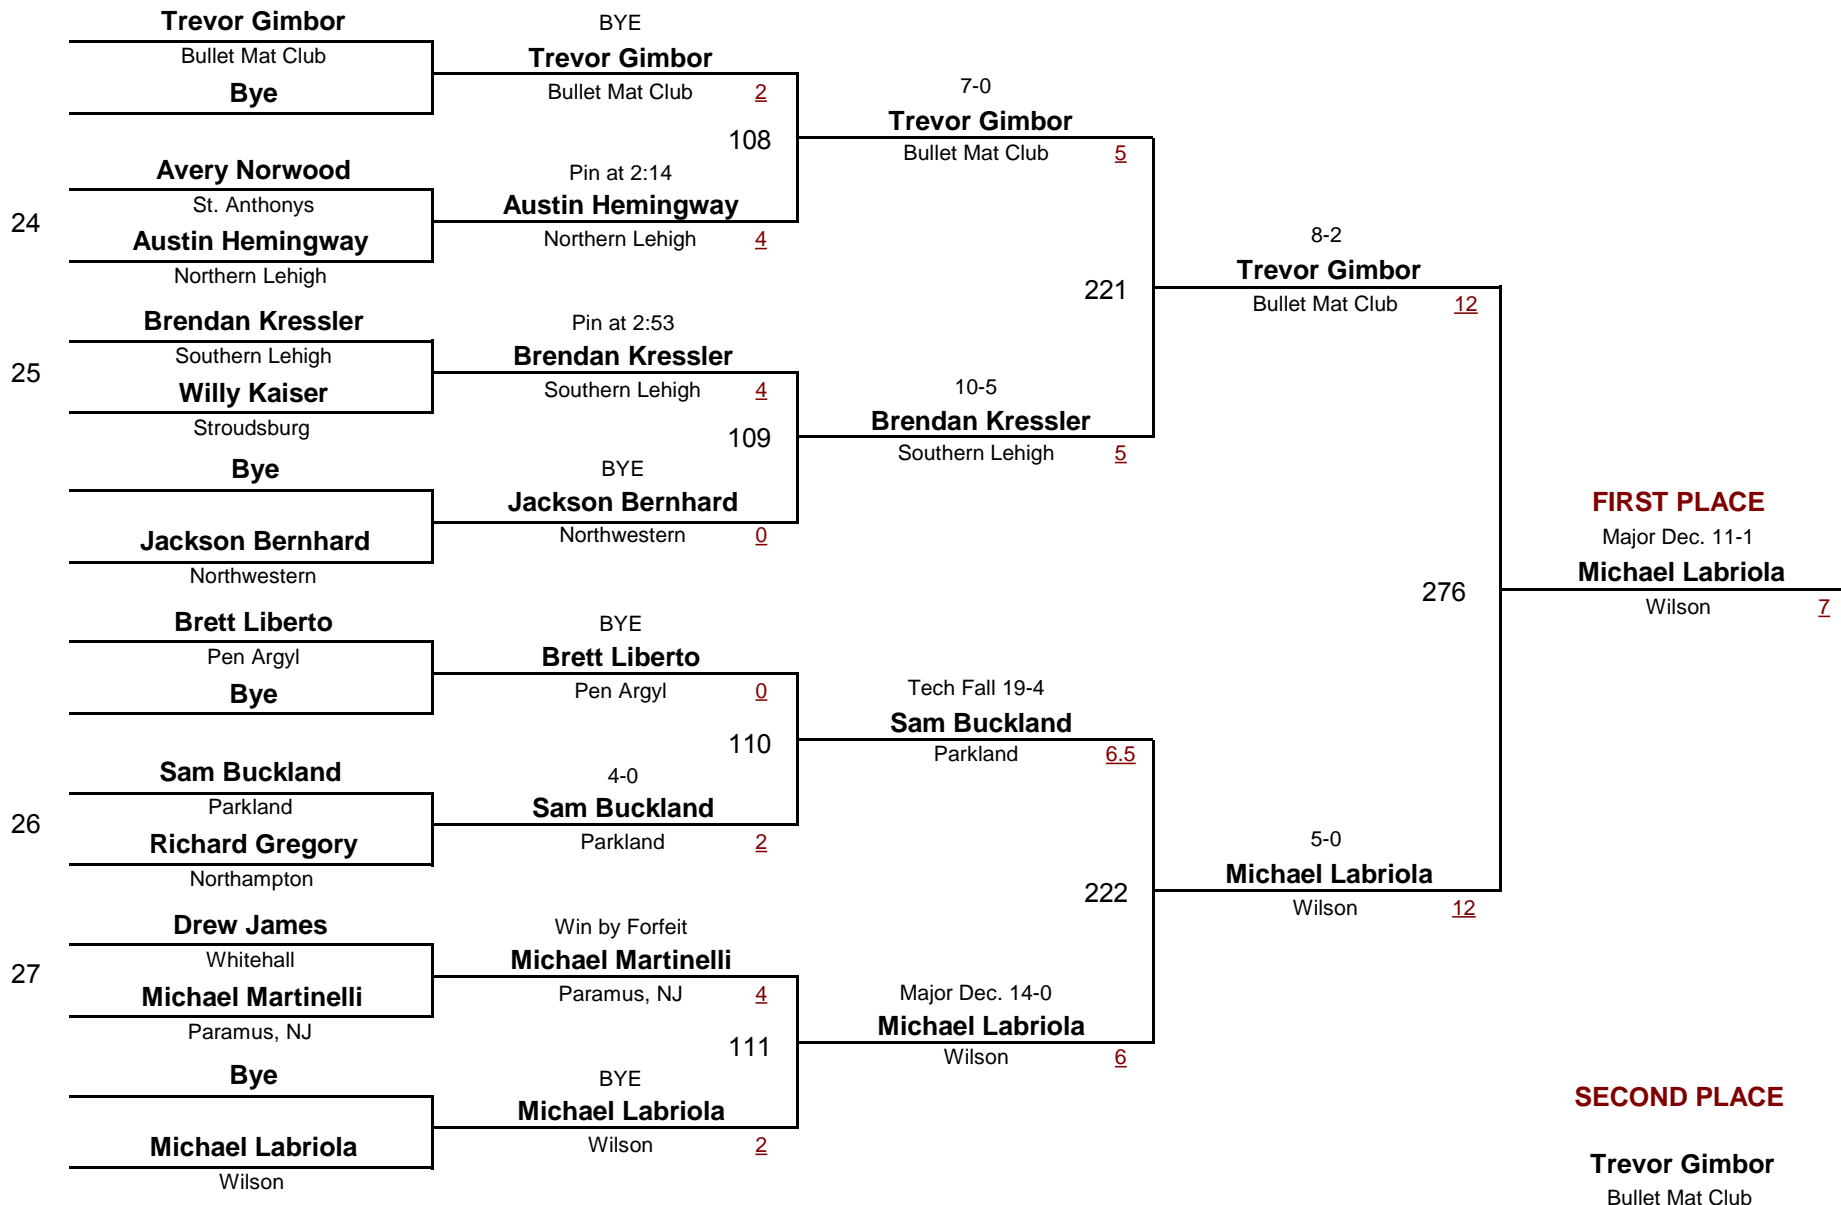 Trevor Gimbor
Bullet Mat Club
Bye
24
Avery Norwood
St. Anthonys
Austin Hemingway
Northern Lehigh
25
Brendan Kressler
Southern Lehigh
Willy Kaiser
Stroudsburg
Bye
Jackson Bernhard
Northwestern
Brett Liberto
Pen Argyl
Bye
26
Sam Buckland
Parkland
Richard Gregory
Northampton
27
Drew James
Whitehall
Michael Martinelli
Paramus, NJ
Bye
Michael Labriola
Wilson
BYE
Trevor Gimbor
Bullet Mat Club 2
108
Pin at 2:14
Austin Hemingway
Northern Lehigh 4
Pin at 2:53
Brendan Kressler
Southern Lehigh 4
109
BYE
Jackson Bernhard
Northwestern 0
BYE
Brett Liberto
Pen Argyl 0
110
4-0
Sam Buckland
Parkland 2
Win by Forfeit
Michael Martinelli
Paramus, NJ 4
111
BYE
Michael Labriola
Wilson 2
7-0
Trevor Gimbor
Bullet Mat Club 5
221
10-5
Brendan Kressler
Southern Lehigh 5
Tech Fall 19-4
Sam Buckland
Parkland 6.5
222
Major Dec. 14-0
Michael Labriola
Wilson 6
8-2
Trevor Gimbor
Bullet Mat Club 12
276
5-0
Michael Labriola
Wilson 12
FIRST PLACE
Major Dec. 11-1
Michael Labriola
Wilson 7
SECOND PLACE
Trevor Gimbor
Bullet Mat Club